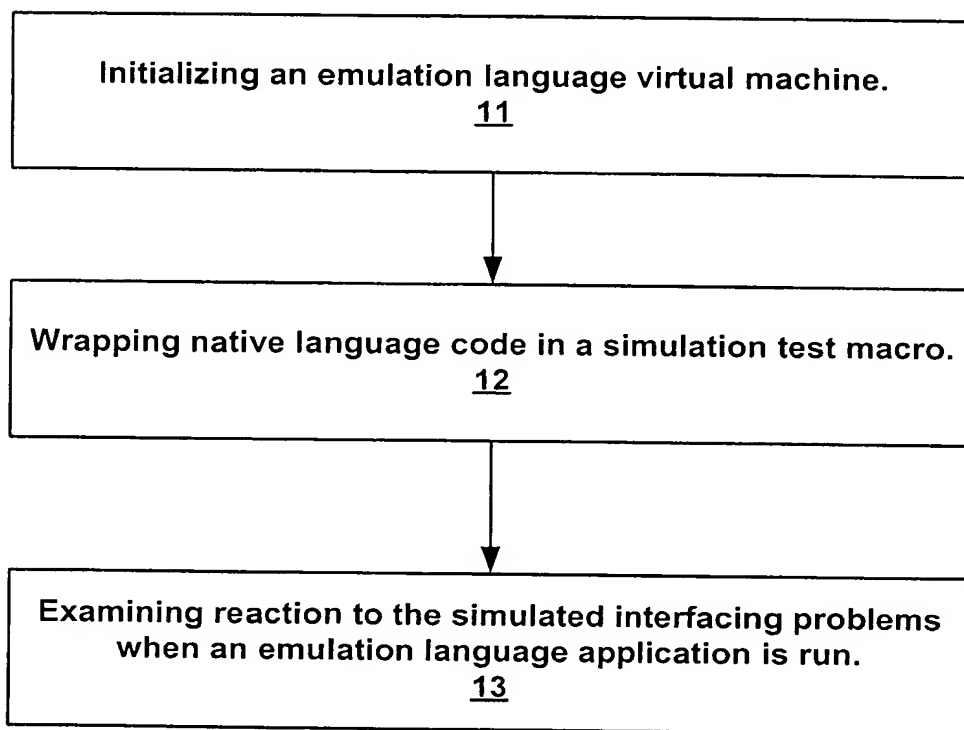 Initializing an emulation language virtual machine.
11
Wrapping native language code in a simulation test macro.
12
Examining reaction to the simulated interfacing problems
when an emulation language application is run.
13